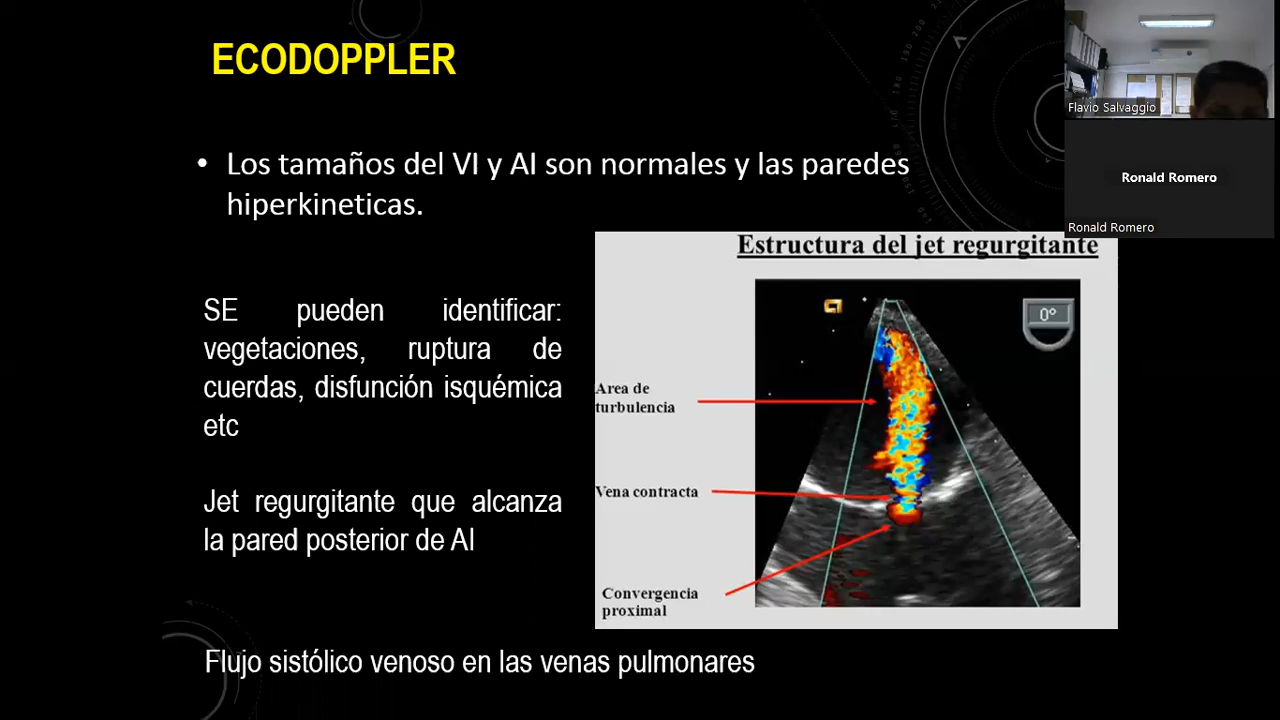 ECODOPPLER
• Los tamaños del VI y AI son normales y las paredes
hiperkineticas.
SE pueden identificar:
vegetaciones, ruptura de
cuerdas, disfunción isquémica
etc
Jet regurgitante que alcanza
la pared posterior de AI
Flujo sistólico venoso en las venas pulmonares
Estructura del jet regurgitante
0°
Area de
turbulencia
Vena contracta
Convergencia
proximal
Flavio Salvaggio
Ronald Romero
Ronald Romero